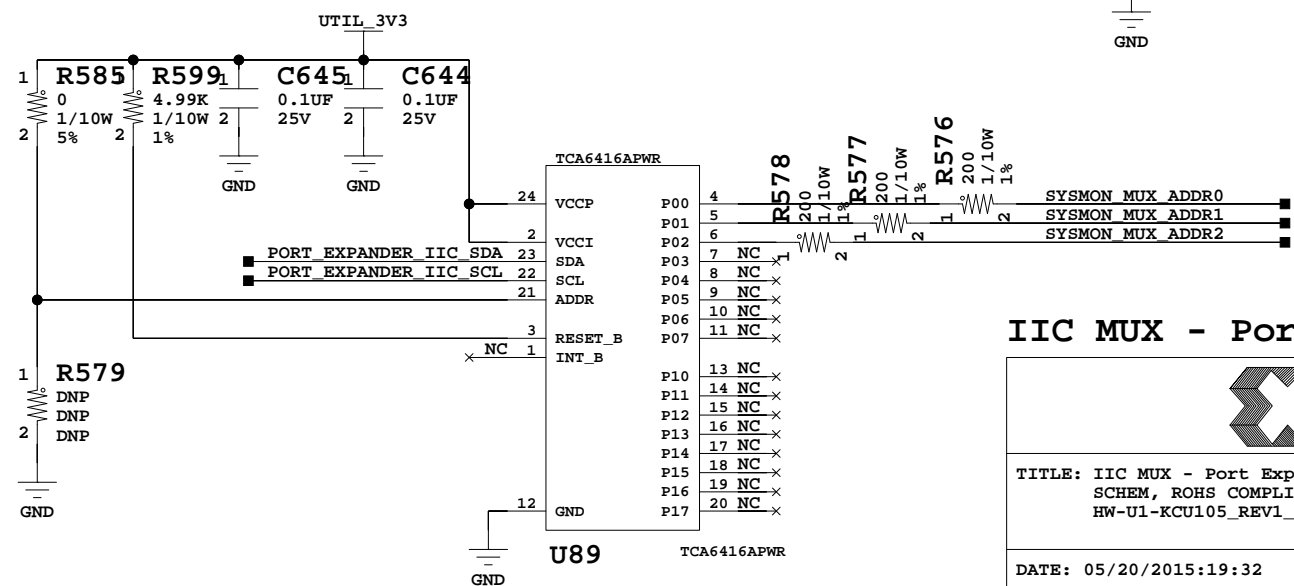 GND
UTIL_3V3
1 R585 1 R599 1 C645 1 C644
0 4.99K 0.1UF 0.1UF
1/10W 1/10W 2 25V 2 25V
2 5% 2 1%
GND GND
TCA6416APWR
R578 200 1/10W 1%
R577 200 1/10W 1%
R576 200 1/10W 1%
24 VCCP P00 4 1 2 SYSMON_MUX_ADDR0
P01 5 1 2 SYSMON_MUX_ADDR1
2 VCCI P02 6 1 2 SYSMON_MUX_ADDR2
PORT_EXPANDER_IIC_SDA 23 SDA P03 7 NC
PORT_EXPANDER_IIC_SCL 22 SCL P04 8 NC
21 ADDR P05 9 NC
P06 10 NC
3 RESET_B P07 11 NC
NC 1 INT_B
P10 13 NC
P11 14 NC
P12 15 NC
P13 16 NC
P14 17 NC
P15 18 NC
P16 19 NC
12 GND P17 20 NC
1 R579
DNP
DNP
2 DNP
GND
U89 TCA6416APWR
GND
IIC MUX - Por
TITLE: IIC MUX - Port Exp
SCHEM, ROHS COMPLI
HW-U1-KCU105_REV1_
DATE: 05/20/2015:19:32